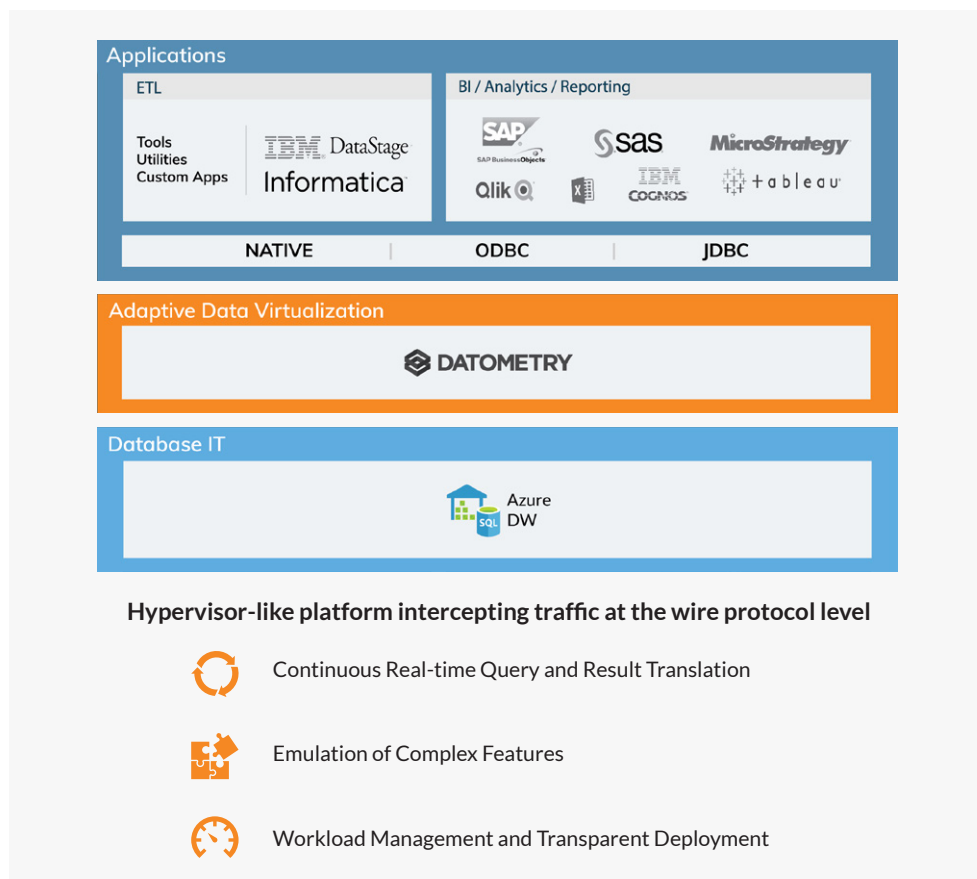 Applications
ETL
Tools
Utilities
Custom Apps
IBM. DataStage
Informatica
BI / Analytics / Reporting
SAP
SAP BusinessObjects
sas
MicroStrategy
Qlik
X
IBM
COGNOS
tableau
NATIVE | ODBC | JDBC
Adaptive Data Virtualization
DATOMETRY
Database IT
SQL
Azure
DW
Hypervisor-like platform intercepting traffic at the wire protocol level
Continuous Real-time Query and Result Translation
Emulation of Complex Features
Workload Management and Transparent Deployment